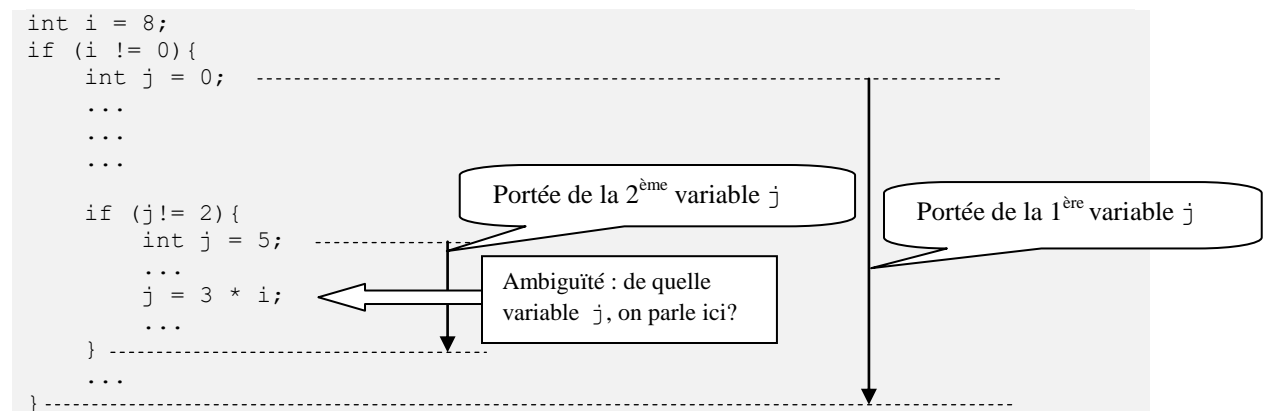 int i = 8;
if (i != 0){
int j = 0;
...
...
...
Portée de la 2ème variable j
Portée de la 1ère variable j
if (j!= 2){
int j = 5;
...
Ambiguïté : de quelle
variable j, on parle ici?
j = 3 * i;
...
}
...
}